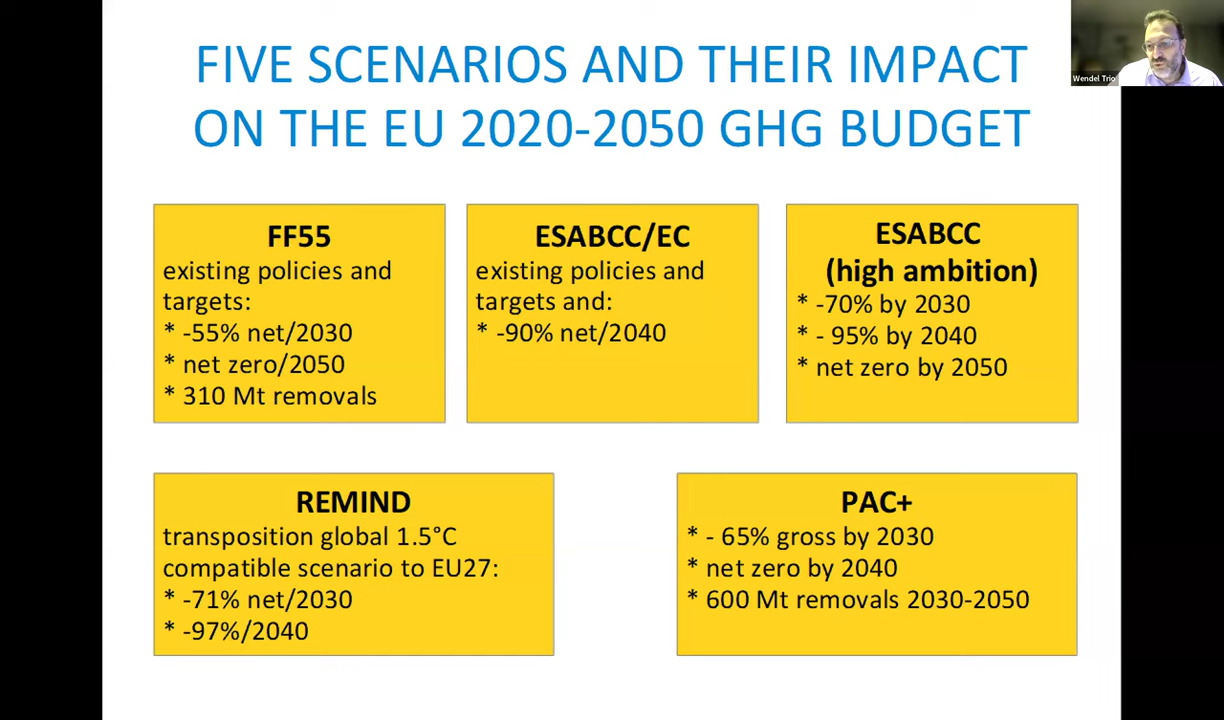 FIVE SCENARIOS AND THEIR IMPACT
ON THE EU 2020-2050 GHG BUDGET
Wendel Trio
FF55
existing policies and
targets:
* -55% net/2030
* net zero/2050
* 310 Mt removals
ESABCC/EC
existing policies and
targets and:
* -90% net/2040
ESABCC
(high ambition)
* -70% by 2030
* - 95% by 2040
* net zero by 2050
REMIND
transposition global 1.5°C
compatible scenario to EU27:
* -71% net/2030
* -97%/2040
PAC+
* - 65% gross by 2030
* net zero by 2040
* 600 Mt removals 2030-2050